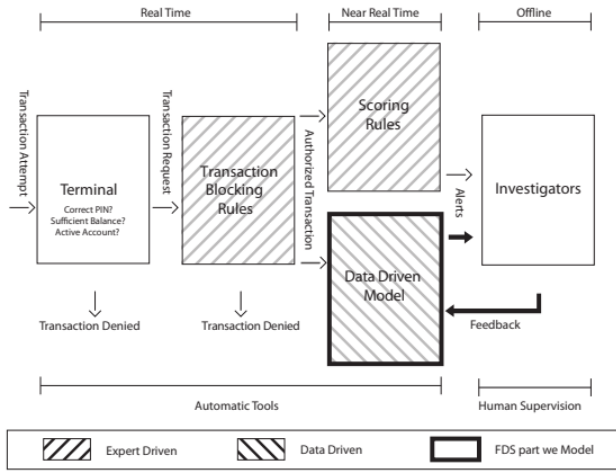 Real Time
Near Real Time
Offline
Transaction Attempt
Terminal
Correct PIN?
Sufficient Balance?
Active Account?
Transaction Request
Transaction
Blocking
Rules
Authorized Transaction
Scoring
Rules
Data Driven
Model
Alerts
Investigators
Feedback
Transaction Denied
Transaction Denied
Automatic Tools
Human Supervision
Expert Driven
Data Driven
FDS part we Model